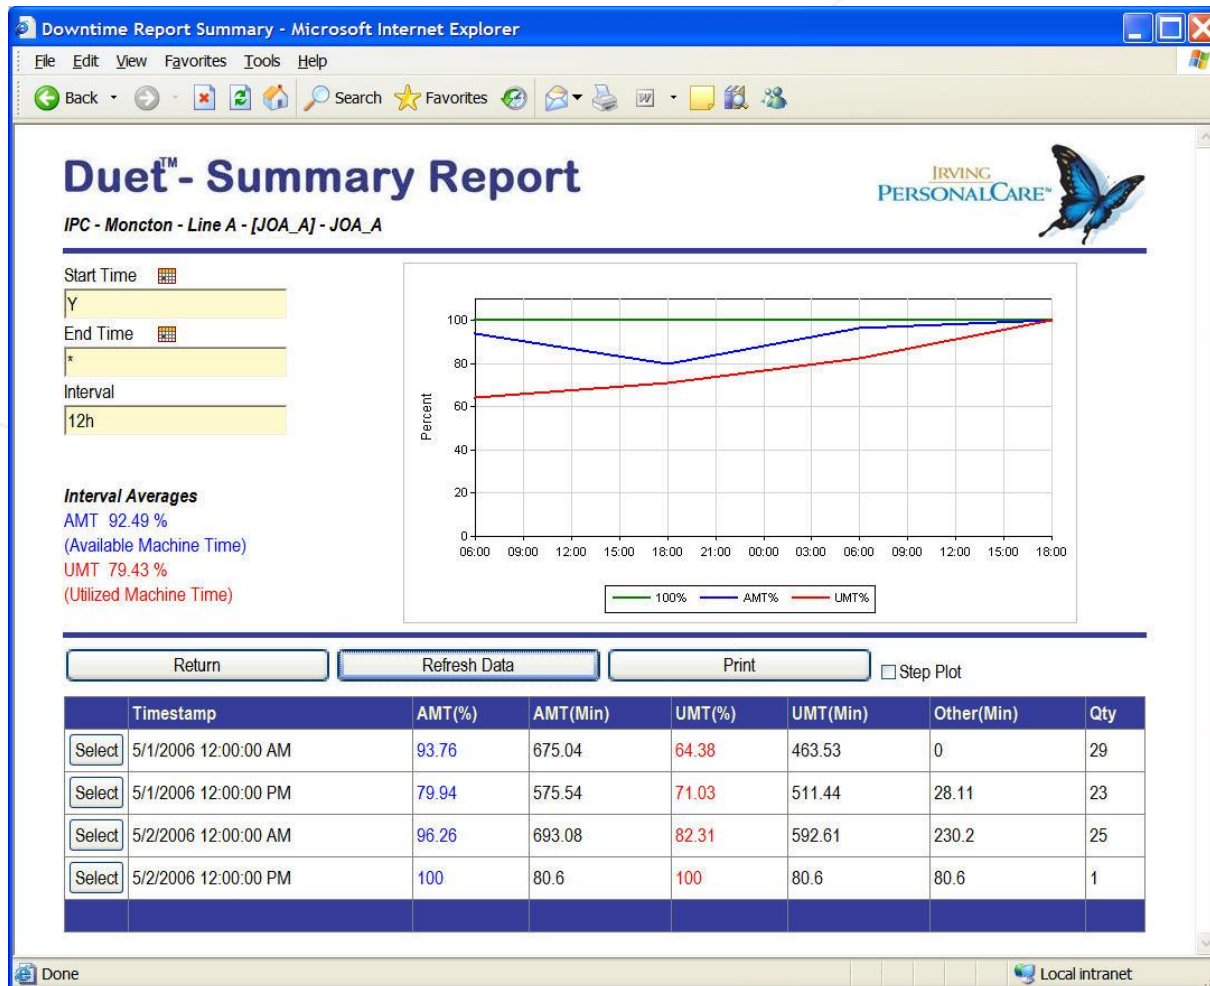 Downtime Report Summary - Microsoft Internet Explorer
File Edit View Favorites Tools Help
Back Search Favorites
Duet™- Summary Report
IRVING
PERSONALCARE™
IPC - Moncton - Line A - [JOA_A] - JOA_A
Start Time
Y
End Time
*
Interval
12h
Interval Averages
AMT 92.49 %
(Available Machine Time)
UMT 79.43 %
(Utilized Machine Time)
Percent
100
80
60
40
20
0
06:00 09:00 12:00 15:00 18:00 21:00 00:00 03:00 06:00 09:00 12:00 15:00 18:00
100% AMT% UMT%
Return Refresh Data Print Step Plot
Timestamp AMT(%) AMT(Min) UMT(%) UMT(Min) Other(Min) Qty
Select 5/1/2006 12:00:00 AM 93.76 675.04 64.38 463.53 0 29
Select 5/1/2006 12:00:00 PM 79.94 575.54 71.03 511.44 28.11 23
Select 5/2/2006 12:00:00 AM 96.26 693.08 82.31 592.61 230.2 25
Select 5/2/2006 12:00:00 PM 100 80.6 100 80.6 80.6 1
Done Local intranet